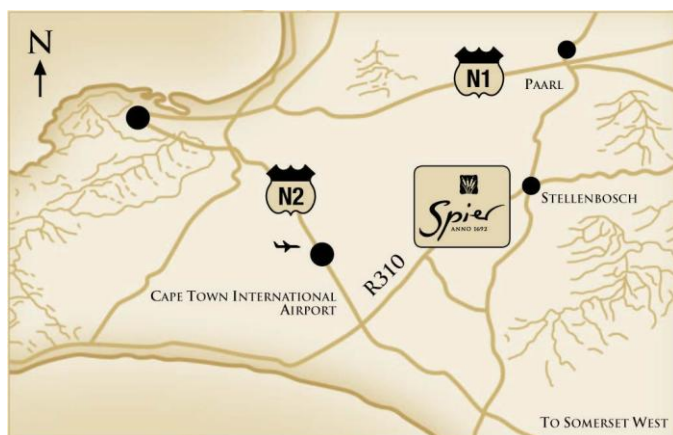 N
N1
PAARL
N2
Spier
ANNO 1692
STELLENBOSCH
R310
CAPE TOWN INTERNATIONAL
AIRPORT
TO SOMERSET WEST